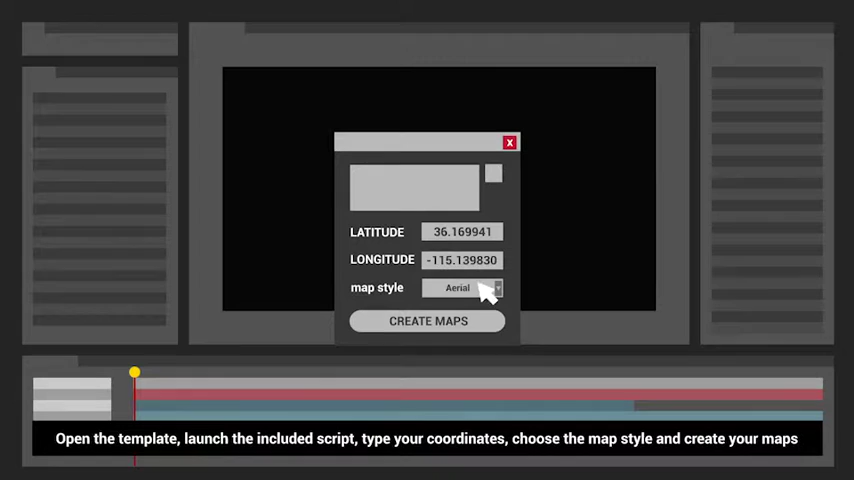 X
LATITUDE 36.169941
LONGITUDE -115.139830
map style Aerial
CREATE MAPS
Open the template, launch the included script, type your coordinates, choose the map style and create your maps